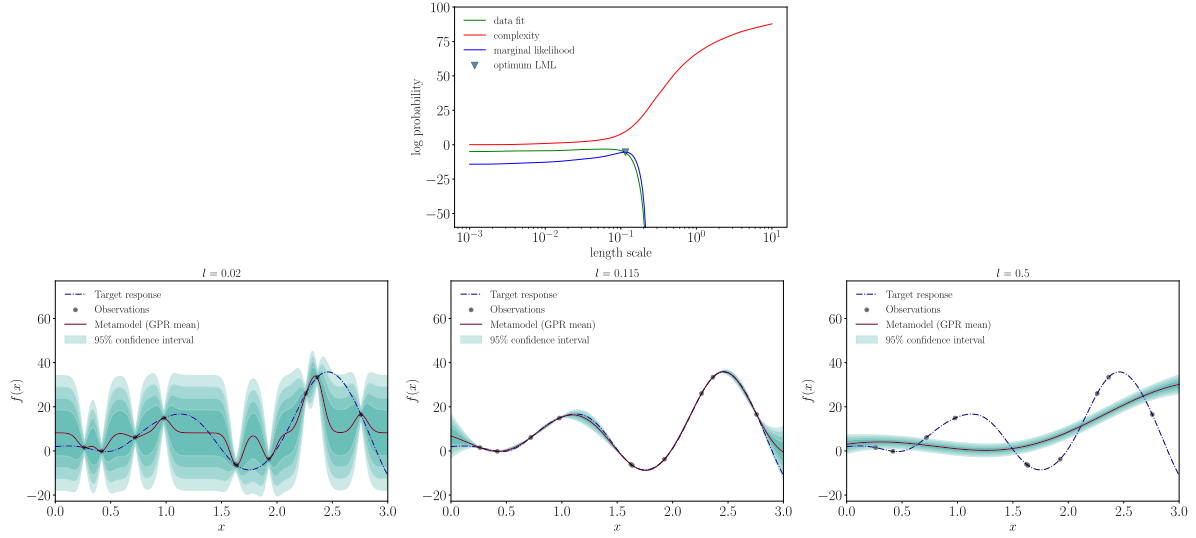 100
75
50
25
0
−25
−50
log probability
data fit
complexity
marginal likelihood
optimum LML
10⁻³ 10⁻² 10⁻¹ 10⁰ 10¹
length scale
l = 0.02
60
40
20
0
−20
f(x)
Target response
Observations
Metamodel (GPR mean)
95% confidence interval
0.0 0.5 1.0 1.5 2.0 2.5 3.0
x
l = 0.115
60
40
20
0
−20
f(x)
Target response
Observations
Metamodel (GPR mean)
95% confidence interval
0.0 0.5 1.0 1.5 2.0 2.5 3.0
x
l = 0.5
60
40
20
0
−20
f(x)
Target response
Observations
Metamodel (GPR mean)
95% confidence interval
0.0 0.5 1.0 1.5 2.0 2.5 3.0
x